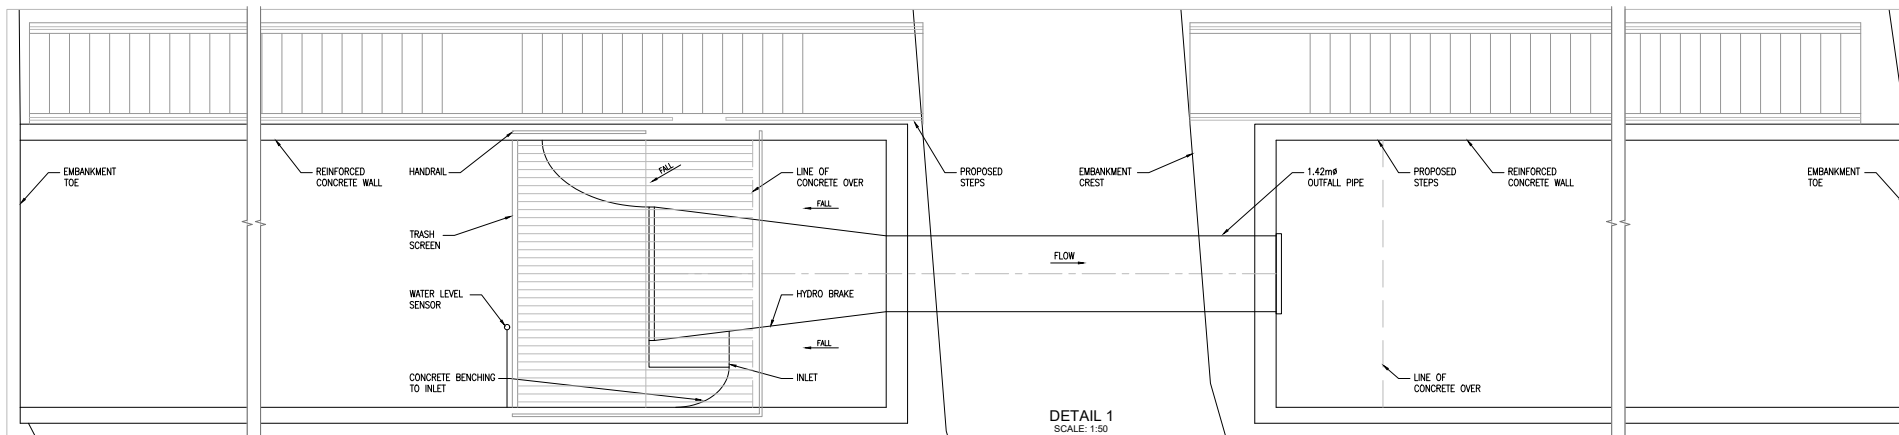 EMBANKMENT
TOE
REINFORCED
CONCRETE WALL
HANDRAIL
FALL
LINE OF
CONCRETE OVER
FALL
PROPOSED
STEPS
EMBANKMENT
CREST
1.42mø
OUTFALL PIPE
PROPOSED
STEPS
REINFORCED
CONCRETE WALL
EMBANKMENT
TOE
TRASH
SCREEN
FLOW
WATER LEVEL
SENSOR
HYDRO BRAKE
FALL
CONCRETE BENCHING
TO INLET
INLET
LINE OF
CONCRETE OVER
DETAIL 1
SCALE: 1:50